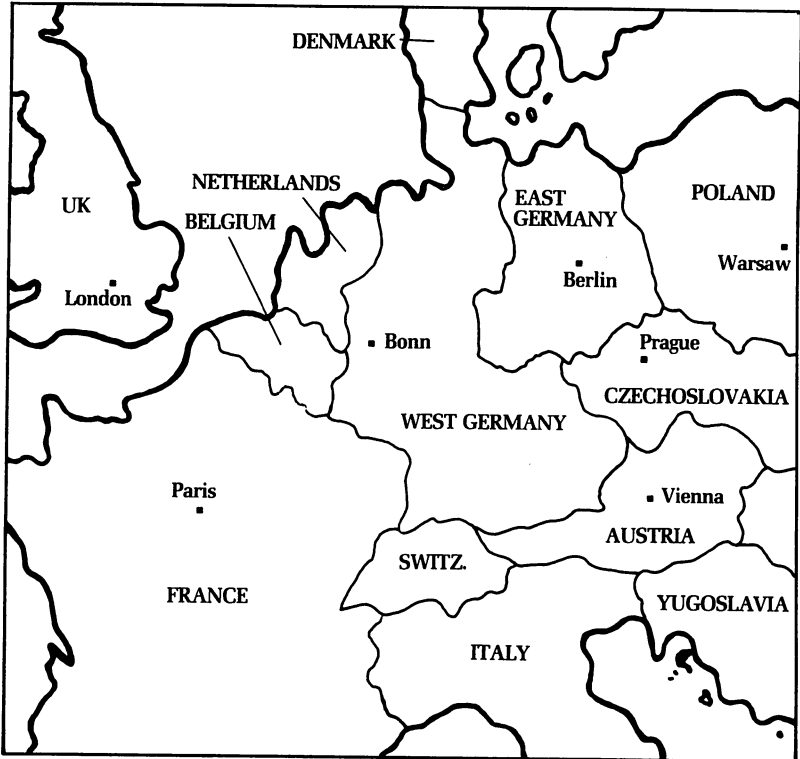 DENMARK
NETHERLANDS
BELGIUM
UK
EAST
GERMANY
POLAND
Warsaw
Berlin
London
Bonn
Prague
CZECHOSLOVAKIA
WEST GERMANY
Paris
Vienna
AUSTRIA
SWITZ.
FRANCE
YUGOSLAVIA
ITALY